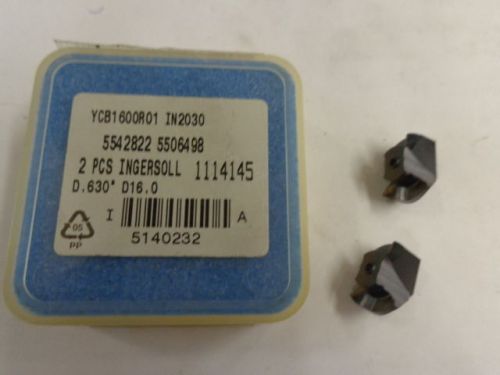 YCB1600R01 IN2030
5542822 5506498
2 PCS INGERSOLL 1114145
D.630" D16.0
I A
5140232
05
PP